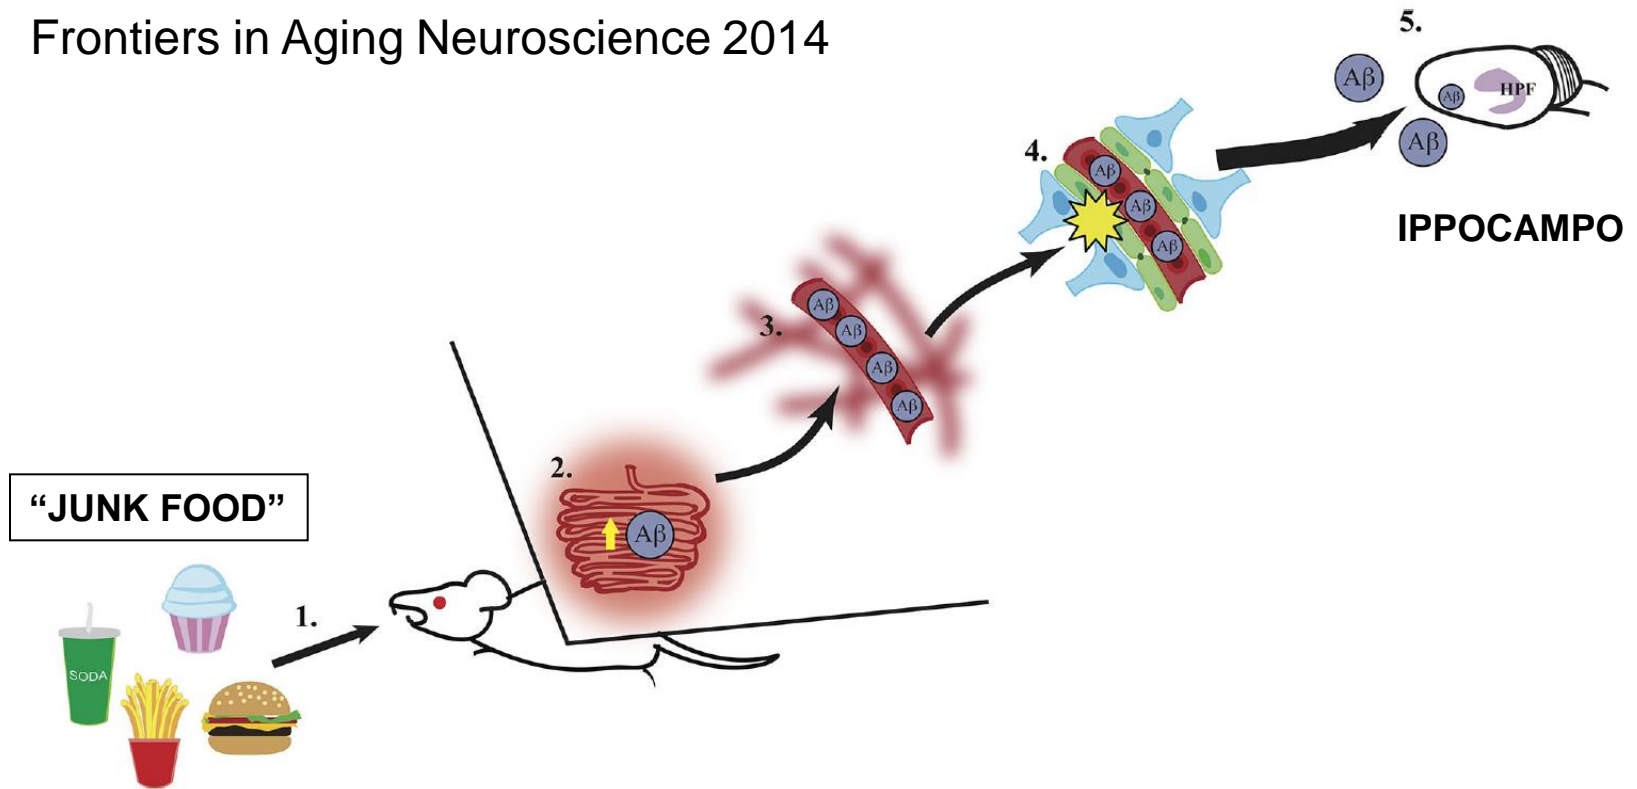 Frontiers in Aging Neuroscience 2014
5.
Aβ
Aβ
HPF
Aβ
4.
Aβ
Aβ
Aβ
IPPOCAMPO
3.
Aβ
Aβ
Aβ
Aβ
2.
Aβ
“JUNK FOOD”
1.
SODA